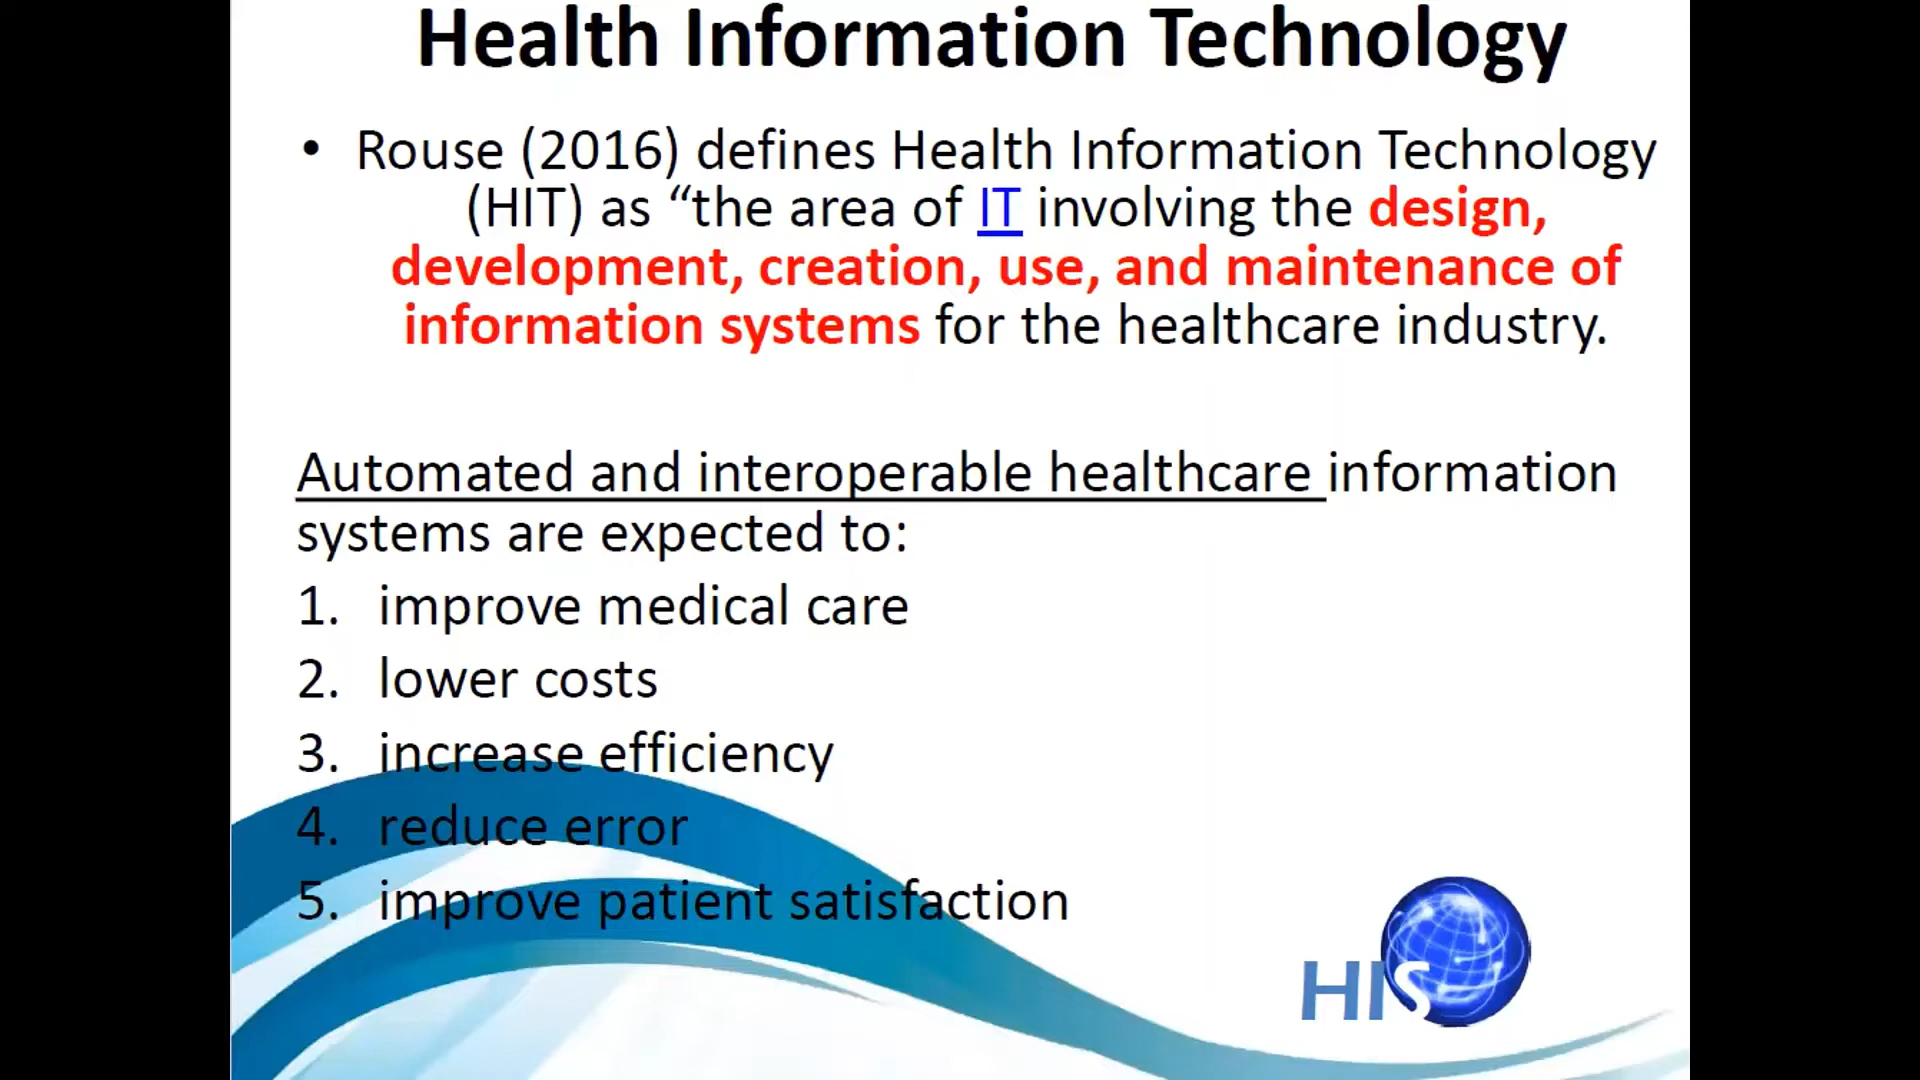 Health Information Technology
• Rouse (2016) defines Health Information Technology
(HIT) as “the area of IT involving the design,
development, creation, use, and maintenance of
information systems for the healthcare industry.
Automated and interoperable healthcare information
systems are expected to:
1. improve medical care
2. lower costs
3. increase efficiency
4. reduce error
5. improve patient satisfaction
HIS